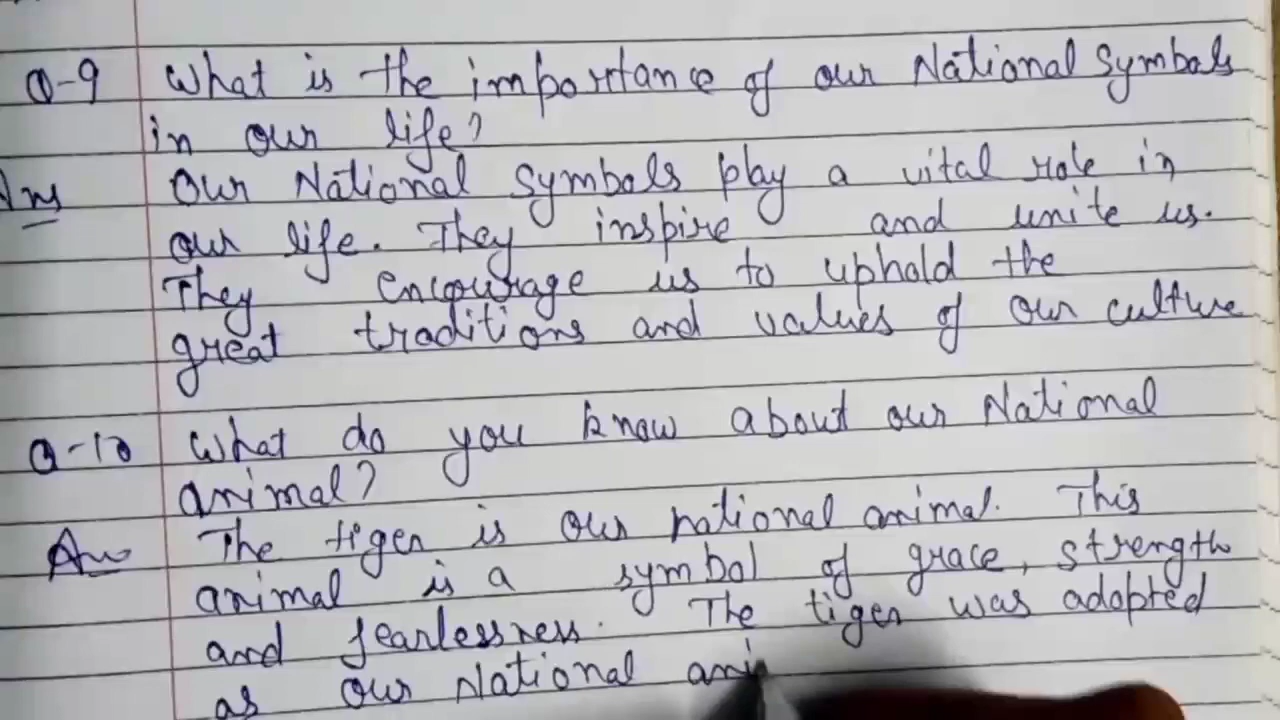 Q-9 What is the importance of our National Symbols
in our life?
Ans Our National Symbols play a vital role in
our life. They inspire and unite us.
They encourage us to uphold the
great traditions and values of our culture
Q-10 What do you know about our National
animal?
Ans The tiger is our national animal. This
animal is a symbol of grace, strength
and fearlessness. The tiger was adopted
as our National ani